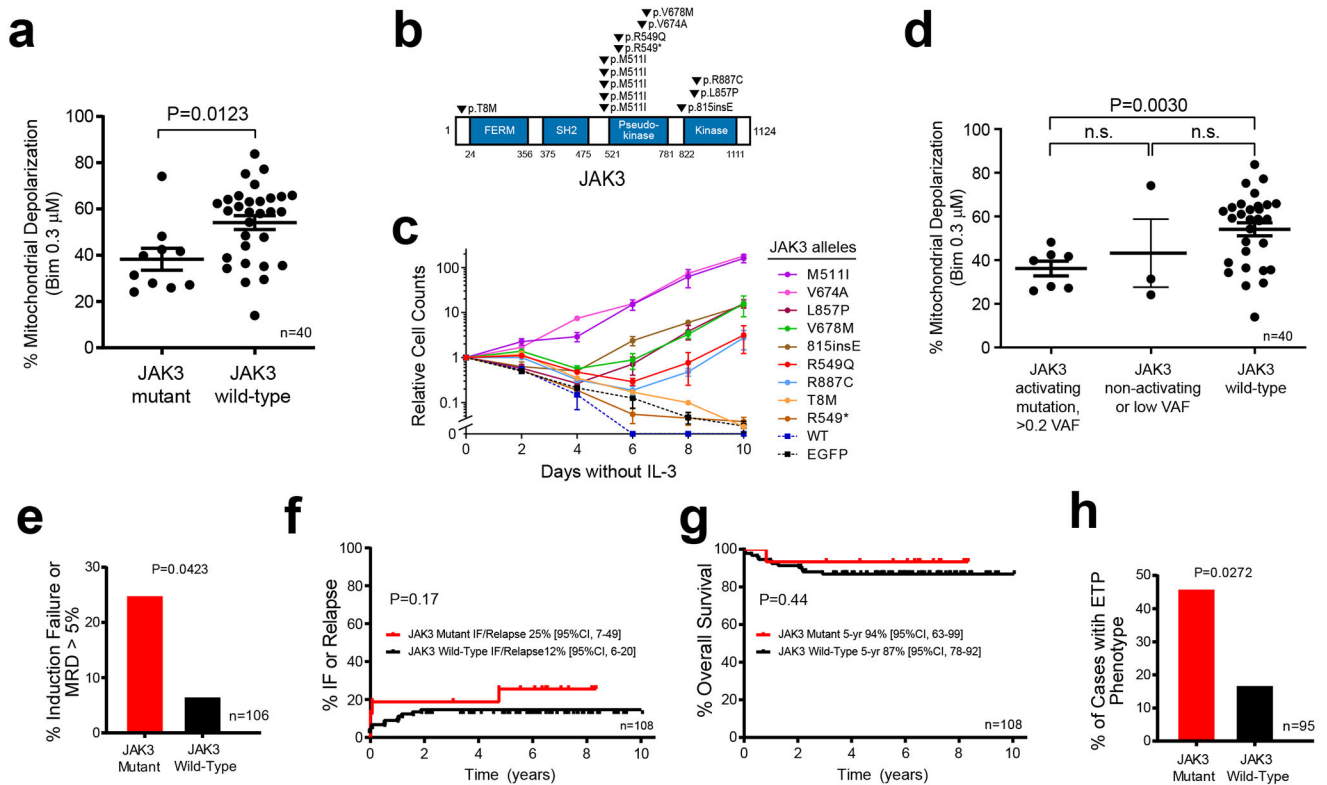 a
P=0.0123
% Mitochondrial Depolarization
(Bim 0.3 µM)
100
80
60
40
20
0
n=40
JAK3
mutant
JAK3
wild-type
b
p.V678M
p.V674A
p.R549Q
p.R549*
p.M511I
p.M511I
p.M511I
p.M511I
p.M511I
p.T8M
p.R887C
p.L857P
p.815insE
1
FERM
SH2
Pseudo-
kinase
Kinase
1124
24
356
375
475
521
781
822
1111
JAK3
c
Relative Cell Counts
100
10
1
0.1
0
0
2
4
6
8
10
Days without IL-3
JAK3 alleles
M511I
V674A
L857P
V678M
815insE
R549Q
R887C
T8M
R549*
WT
EGFP
d
P=0.0030
n.s.
n.s.
% Mitochondrial Depolarization
(Bim 0.3 µM)
100
80
60
40
20
0
n=40
JAK3
activating
mutation,
>0.2 VAF
JAK3
non-activating
or low VAF
JAK3
wild-type
e
P=0.0423
% Induction Failure or
MRD > 5%
30
20
10
0
n=106
JAK3
Mutant
JAK3
Wild-Type
f
% IF or Relapse
100
80
60
40
20
0
P=0.17
JAK3 Mutant IF/Relapse 25% [95%CI, 7-49]
JAK3 Wild-Type IF/Relapse12% [95%CI, 6-20]
n=108
0
2
4
6
8
10
Time (years)
g
% Overall Survival
100
80
60
40
20
0
P=0.44
JAK3 Mutant 5-yr 94% [95%CI, 63-99]
JAK3 Wild-Type 5-yr 87% [95%CI, 78-92]
n=108
0
2
4
6
8
10
Time (years)
h
P=0.0272
% of Cases with ETP
Phenotype
50
40
30
20
10
0
n=95
JAK3
Mutant
JAK3
Wild-Type